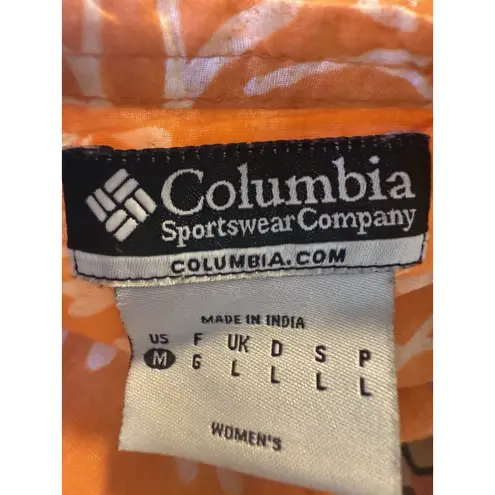 Columbia
Sportswear Company
COLUMBIA.COM
MADE IN INDIA
US F UK D S P
M G L L L L
WOMEN'S